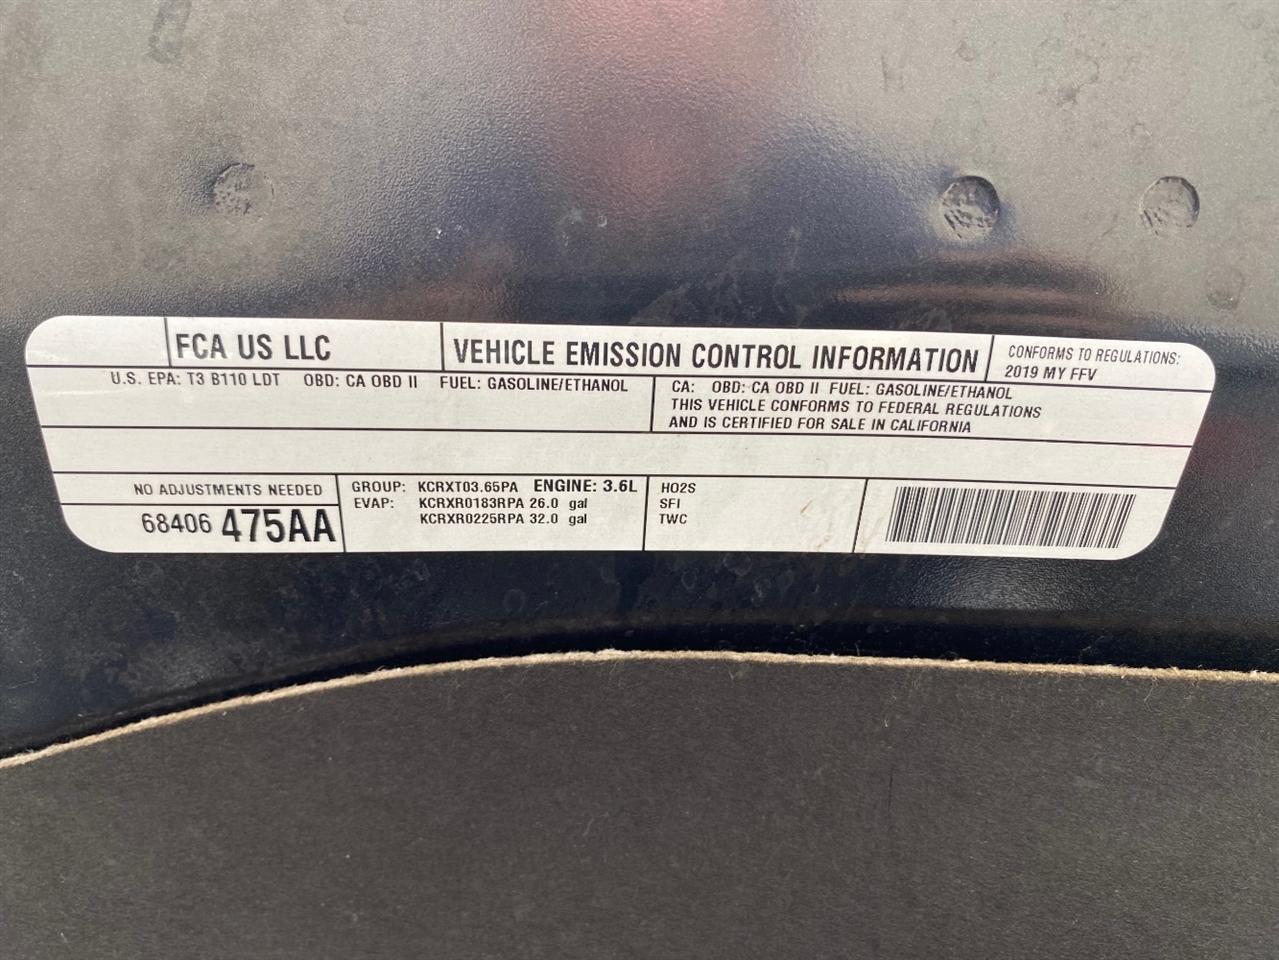 FCA US LLC
VEHICLE EMISSION CONTROL INFORMATION
CONFORMS TO REGULATIONS:
2019 MY FFV
U.S. EPA: T3 B110 LDT OBD: CA OBD II FUEL: GASOLINE/ETHANOL
CA: OBD: CA OBD II FUEL: GASOLINE/ETHANOL
THIS VEHICLE CONFORMS TO FEDERAL REGULATIONS
AND IS CERTIFIED FOR SALE IN CALIFORNIA
NO ADJUSTMENTS NEEDED
68406 475AA
GROUP: KCRXT03.65PA ENGINE: 3.6L
EVAP: KCRXR0183RPA 26.0 gal
KCRXR0225RPA 32.0 gal
HO2S
SFI
TWC